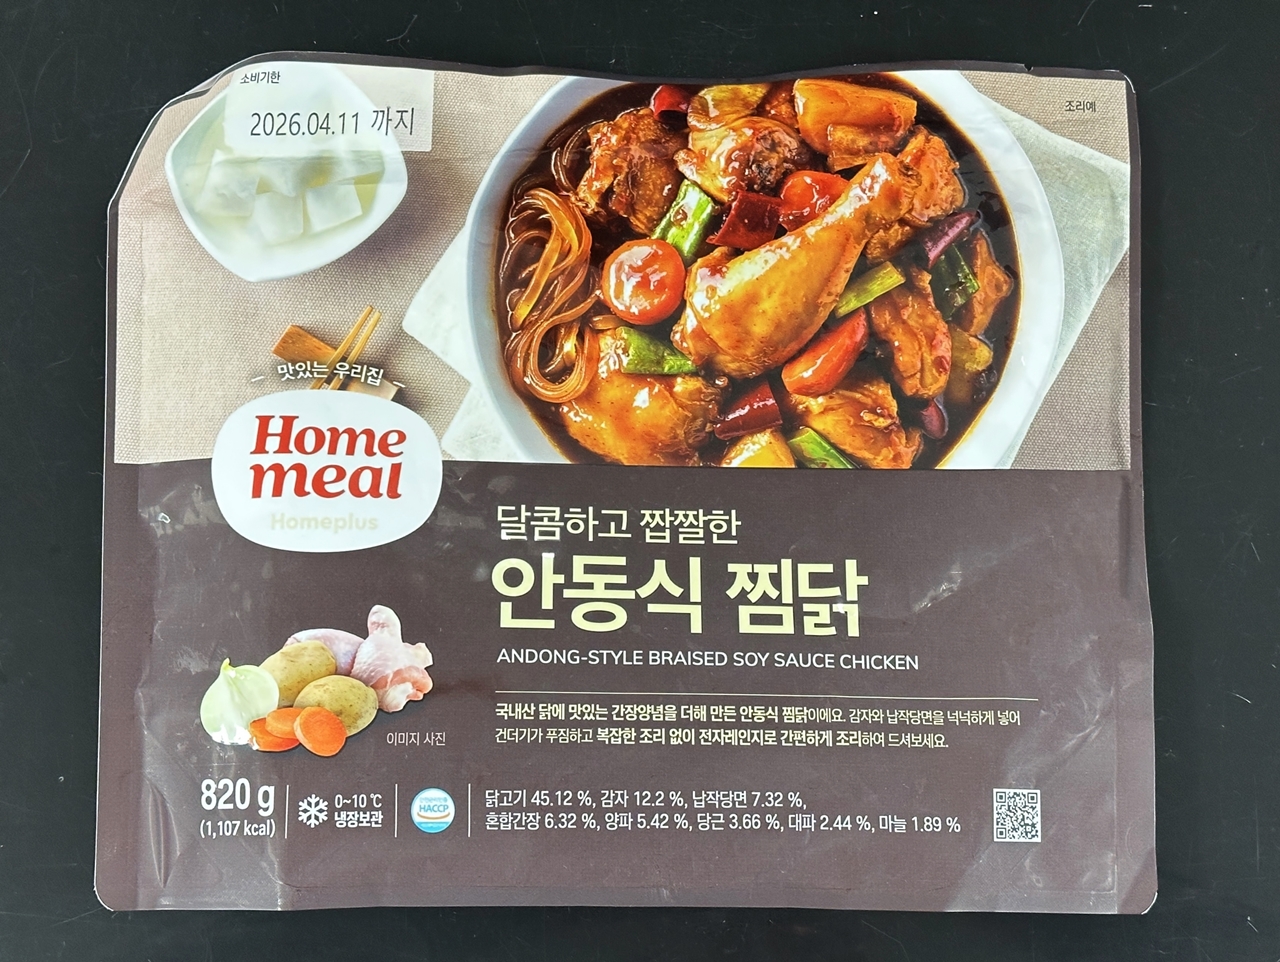 소비기한
2026.04.11 까지
조리예
맛있는 우리집
Home
meal
Homeplus
달콤하고 짭짤한
안동식 찜닭
ANDONG-STYLE BRAISED SOY SAUCE CHICKEN
국내산 닭에 맛있는 간장양념을 더해 만든 안동식 찜닭이에요. 감자와 납작당면을 넉넉하게 넣어
건더기가 푸짐하고 복잡한 조리 없이 전자레인지로 간편하게 조리하여 드셔보세요.
이미지 사진
820 g
(1,107 kcal)
0~10 ℃
냉장보관
HACCP
닭고기 45.12 %, 감자 12.2 %, 납작당면 7.32 %,
혼합간장 6.32 %, 양파 5.42 %, 당근 3.66 %, 대파 2.44 %, 마늘 1.89 %